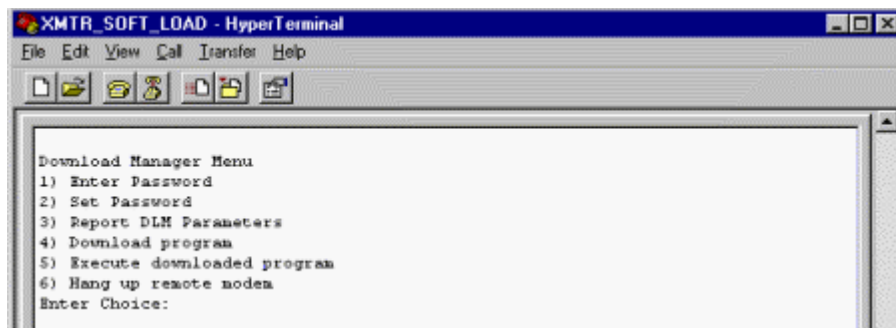 XMTR_SOFT_LOAD - HyperTerminal
File Edit View Call Transfer Help
Download Manager Menu
1) Enter Password
2) Set Password
3) Report DLM Parameters
4) Download program
5) Execute downloaded program
6) Hang up remote modem
Enter Choice: